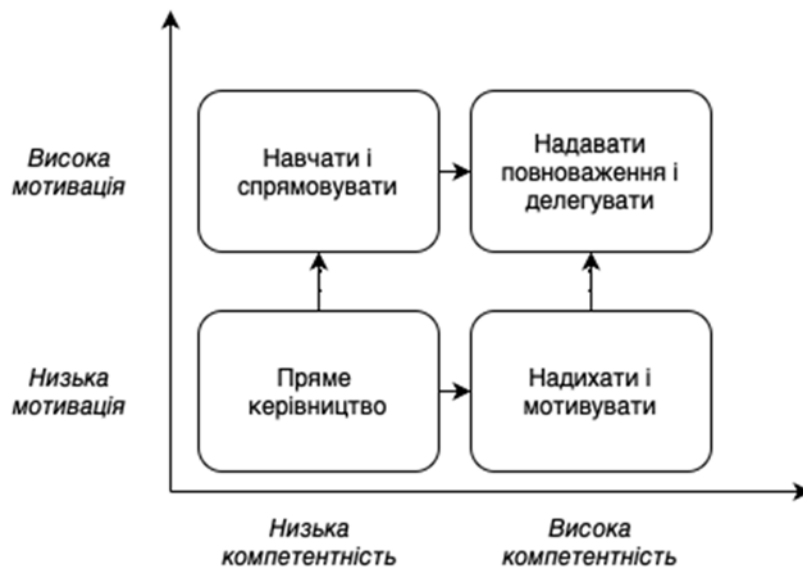 Висока
мотивація
Навчати і
спрямовувати
Надавати
повноваження і
делегувати
Низька
мотивація
Пряме
керівництво
Надихати і
мотивувати
Низька
компетентність
Висока
компетентність